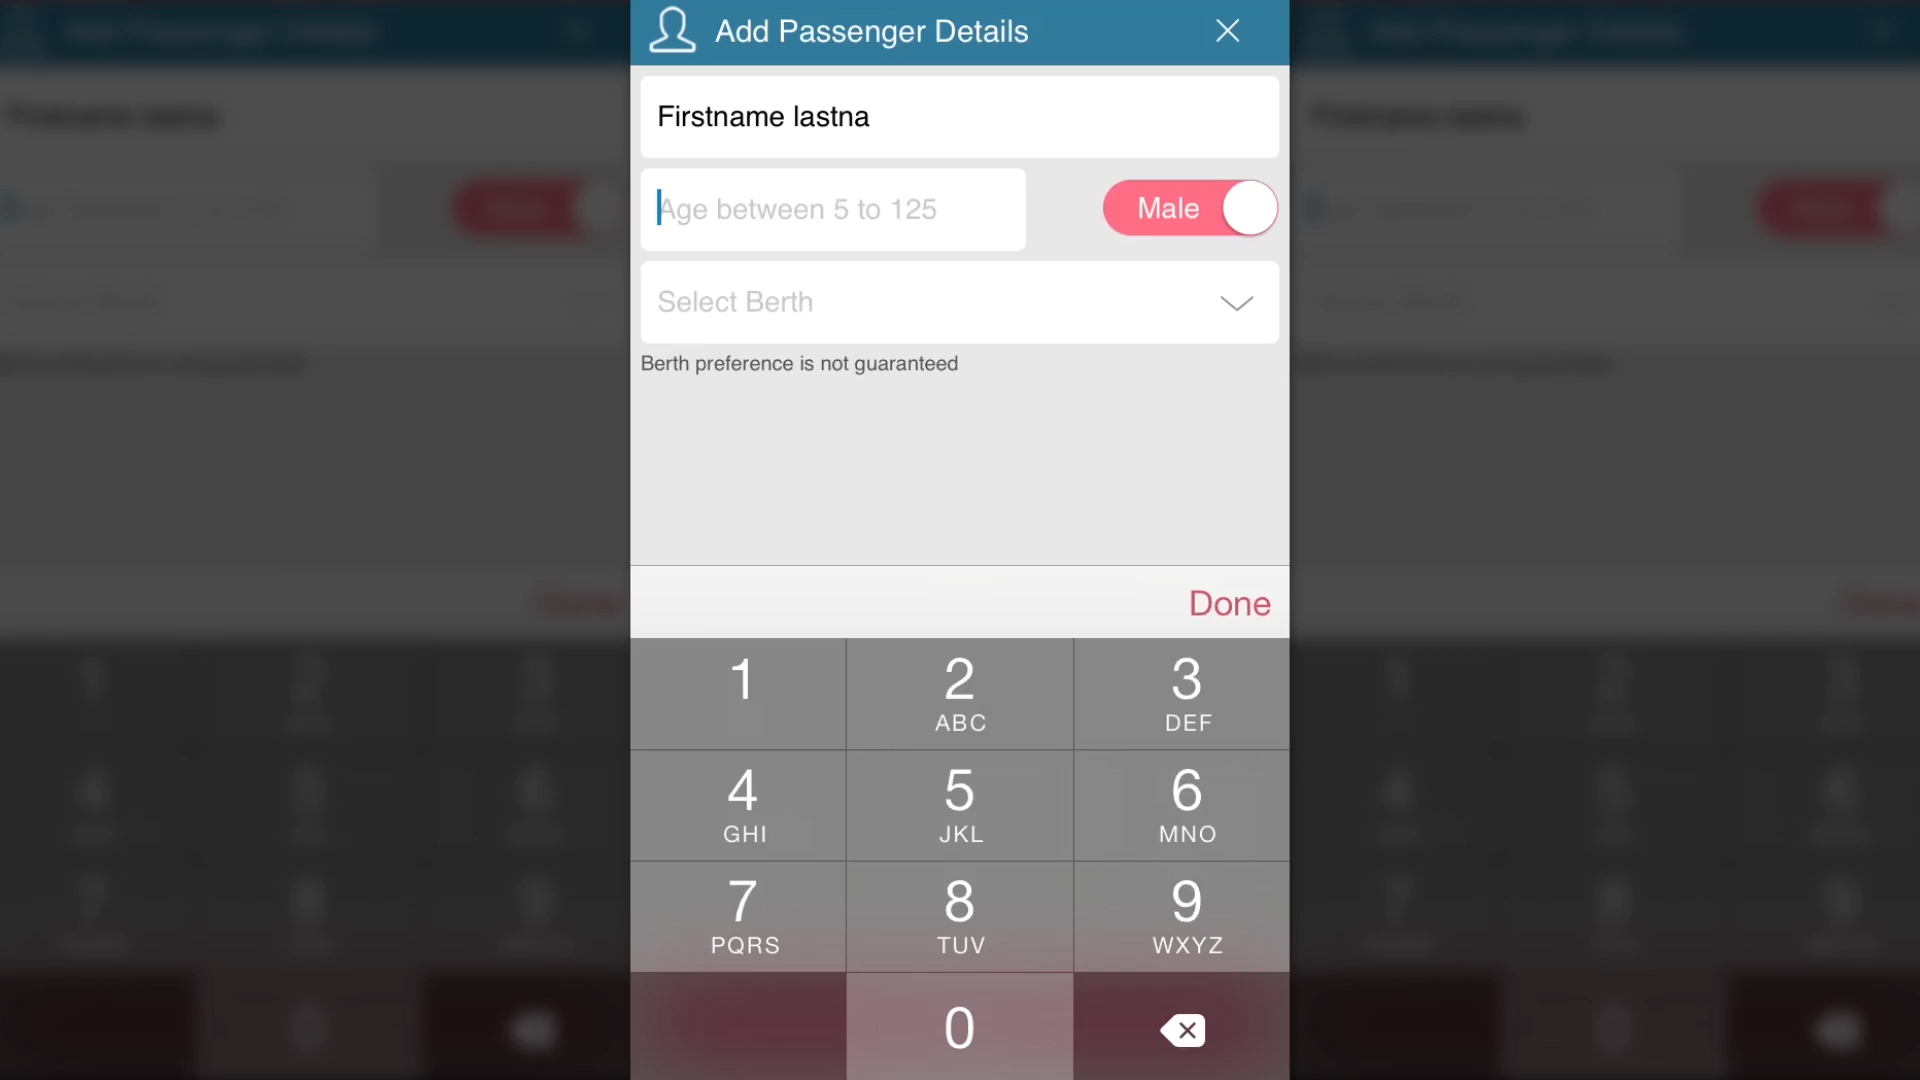 Add Passenger Details
Firstname lastna
Age between 5 to 125
Male
Select Berth
Berth preference is not guaranteed
Done
1 2 3
ABC DEF
4 5 6
GHI JKL MNO
7 8 9
PQRS TUV WXYZ
0